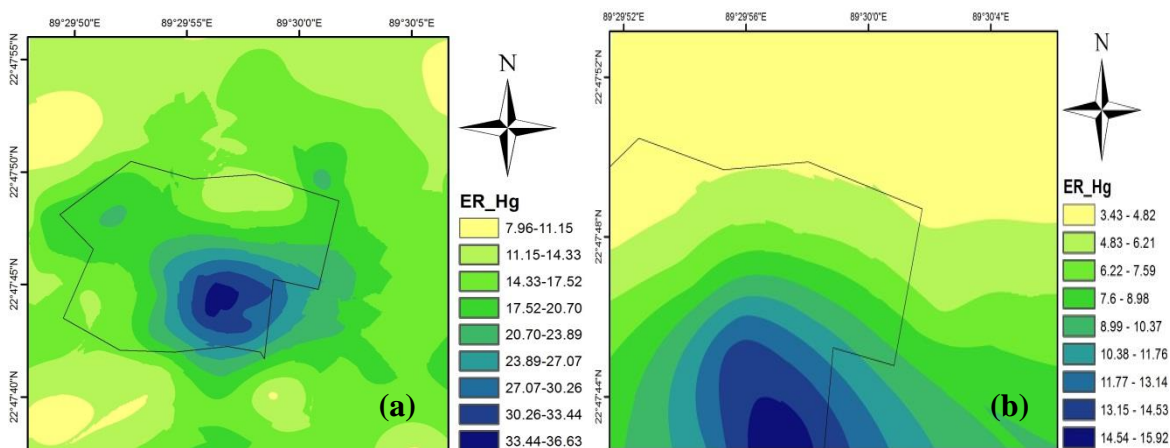 89°29'50"E 89°29'55"E 89°30'0"E 89°30'5"E
22°47'55"N
22°47'50"N
22°47'45"N
22°47'40"N
N
ER_Hg
7.96-11.15
11.15-14.33
14.33-17.52
17.52-20.70
20.70-23.89
23.89-27.07
27.07-30.26
30.26-33.44
33.44-36.63
(a)
89°29'52"E 89°29'56"E 89°30'0"E 89°30'4"E
22°47'52"N
22°47'48"N
22°47'44"N
N
ER_Hg
3.43 - 4.82
4.83 - 6.21
6.22 - 7.59
7.6 - 8.98
8.99 - 10.37
10.38 - 11.76
11.77 - 13.14
13.15 - 14.53
14.54 - 15.92
(b)